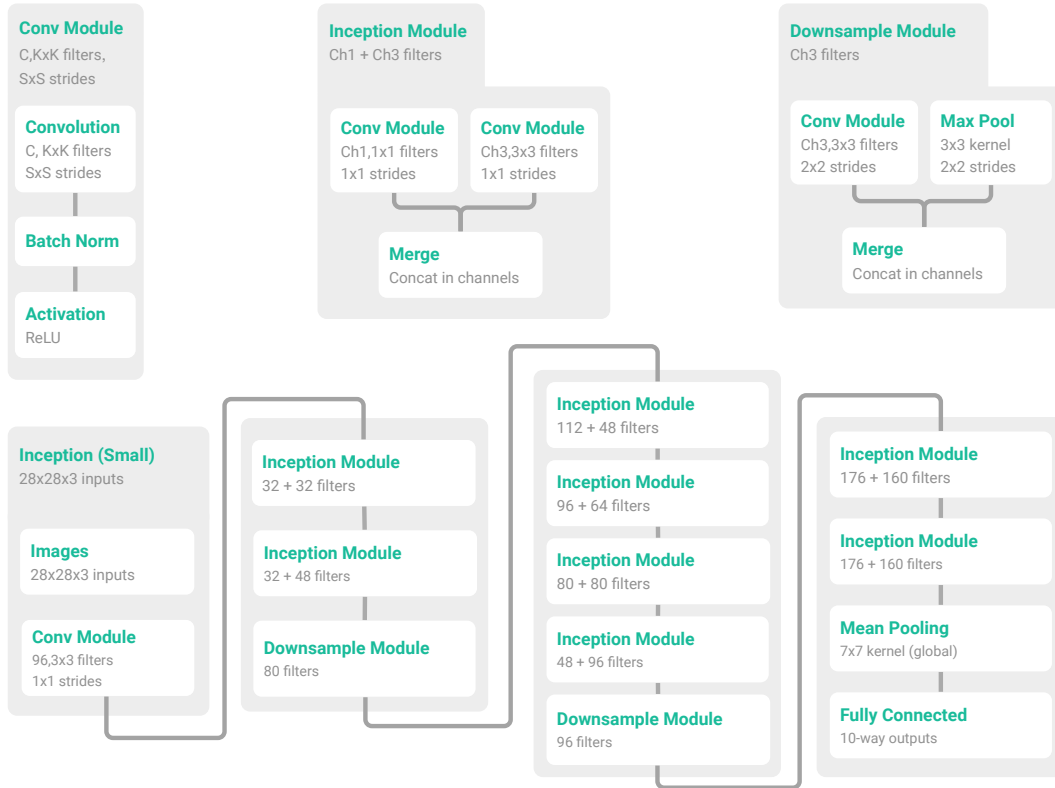 Conv Module
C,KxK filters,
SxS strides
Convolution
C, KxK filters
SxS strides
Batch Norm
Activation
ReLU
Inception Module
Ch1 + Ch3 filters
Conv Module
Ch1,1x1 filters
1x1 strides
Conv Module
Ch3,3x3 filters
1x1 strides
Merge
Concat in channels
Downsample Module
Ch3 filters
Conv Module
Ch3,3x3 filters
2x2 strides
Max Pool
3x3 kernel
2x2 strides
Merge
Concat in channels
Inception (Small)
28x28x3 inputs
Images
28x28x3 inputs
Conv Module
96,3x3 filters
1x1 strides
Inception Module
32 + 32 filters
Inception Module
32 + 48 filters
Downsample Module
80 filters
Inception Module
112 + 48 filters
Inception Module
96 + 64 filters
Inception Module
80 + 80 filters
Inception Module
48 + 96 filters
Downsample Module
96 filters
Inception Module
176 + 160 filters
Inception Module
176 + 160 filters
Mean Pooling
7x7 kernel (global)
Fully Connected
10-way outputs